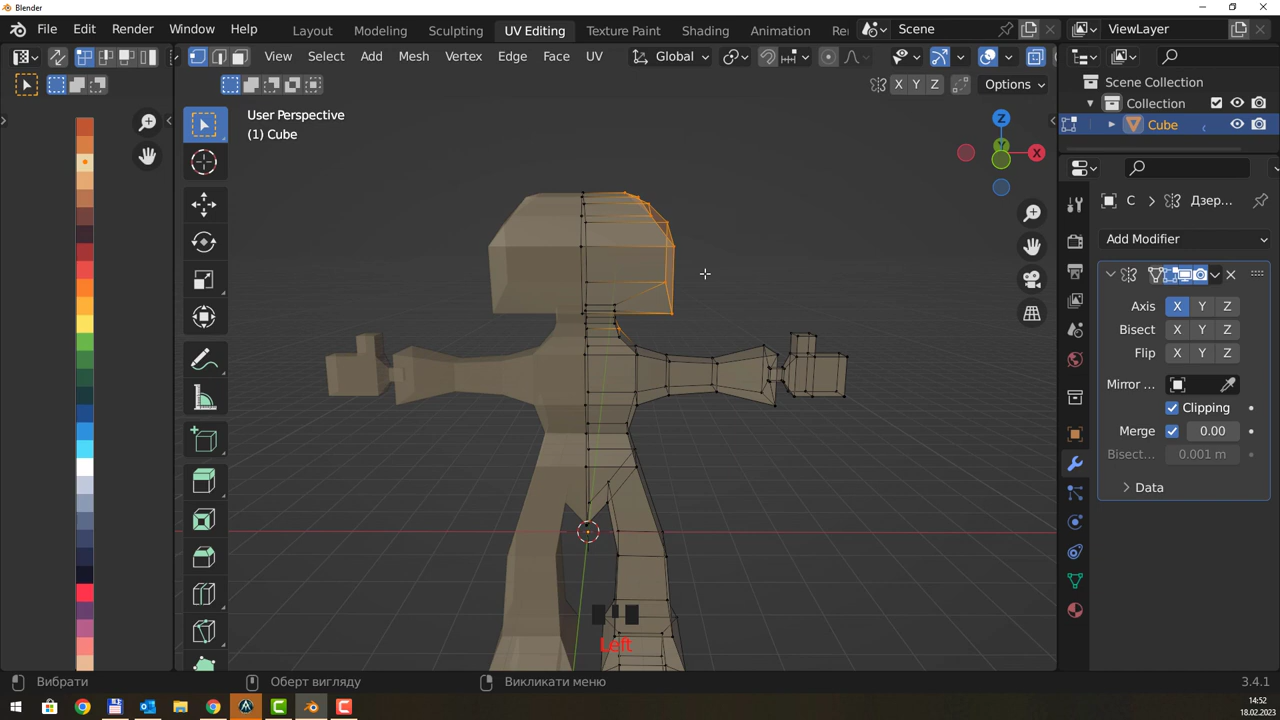 Blender
File Edit Render Window Help Layout Modeling Sculpting UV Editing Texture Paint Shading Animation Re Scene ViewLayer
View Select Add Mesh Vertex Edge Face UV Global
X Y Z Options
User Perspective
(1) Cube
Z
Y
X
Scene Collection
Collection
Cube
C > Дзер...
Add Modifier
Axis X Y Z
Bisect X Y Z
Flip X Y Z
Mirror ...
Clipping
Merge 0.00
Bisect... 0.001 m
Data
Left
Вибрати Оберт вигляду Викликати меню 3.4.1
14:52
18.02.2023